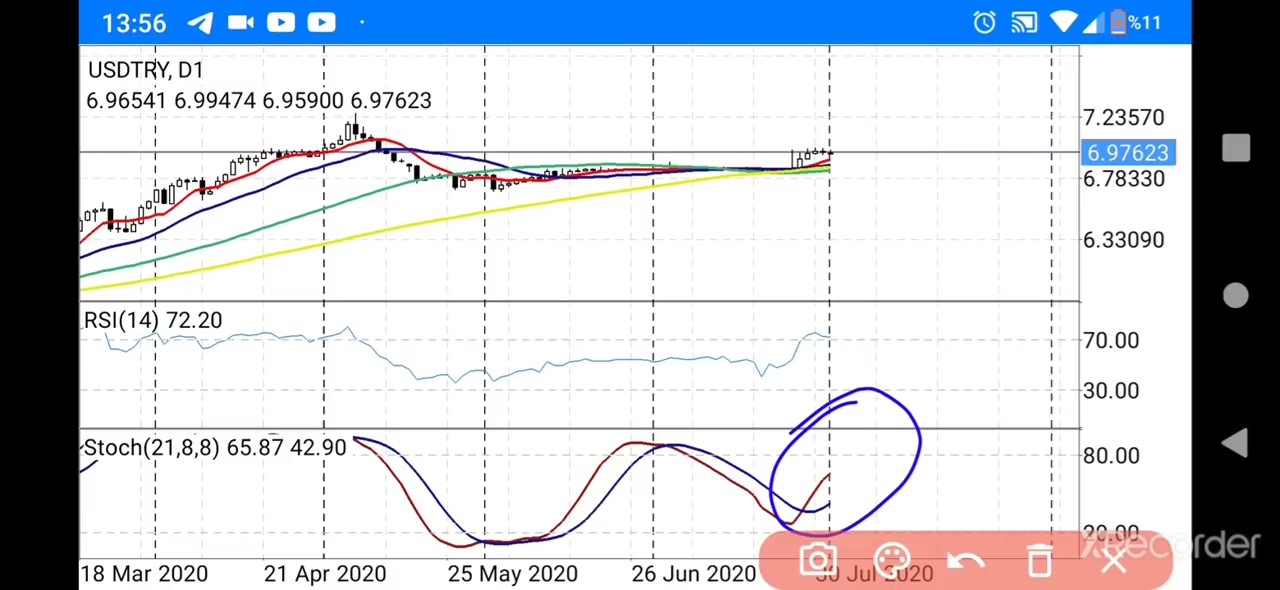 13:56 %11
USDTRY, D1
6.96541 6.99474 6.95900 6.97623
7.23570
6.97623
6.78330
6.33090
RSI(14) 72.20
70.00
30.00
Stoch(21,8,8) 65.87 42.90
80.00
20.00
XRecorder
18 Mar 2020 21 Apr 2020 25 May 2020 26 Jun 2020 30 Jul 2020